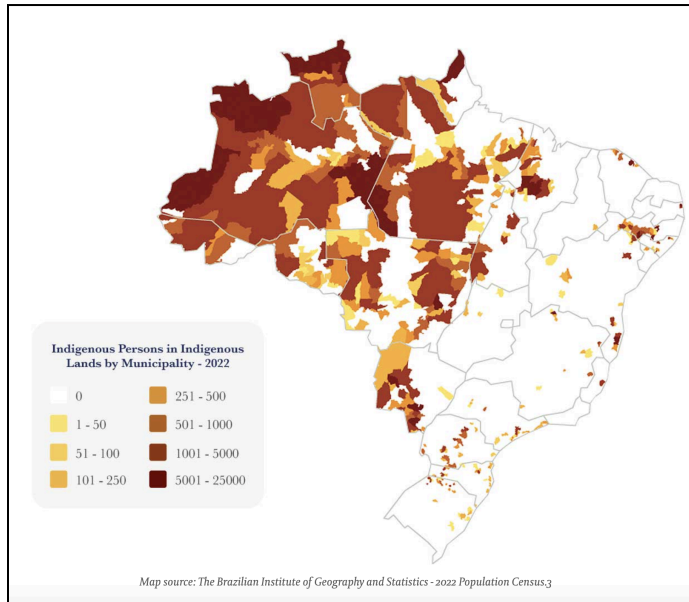 Indigenous Persons in Indigenous
Lands by Municipality - 2022
0
1 - 50
51 - 100
101 - 250
251 - 500
501 - 1000
1001 - 5000
5001 - 25000
Map source: The Brazilian Institute of Geography and Statistics - 2022 Population Census.3